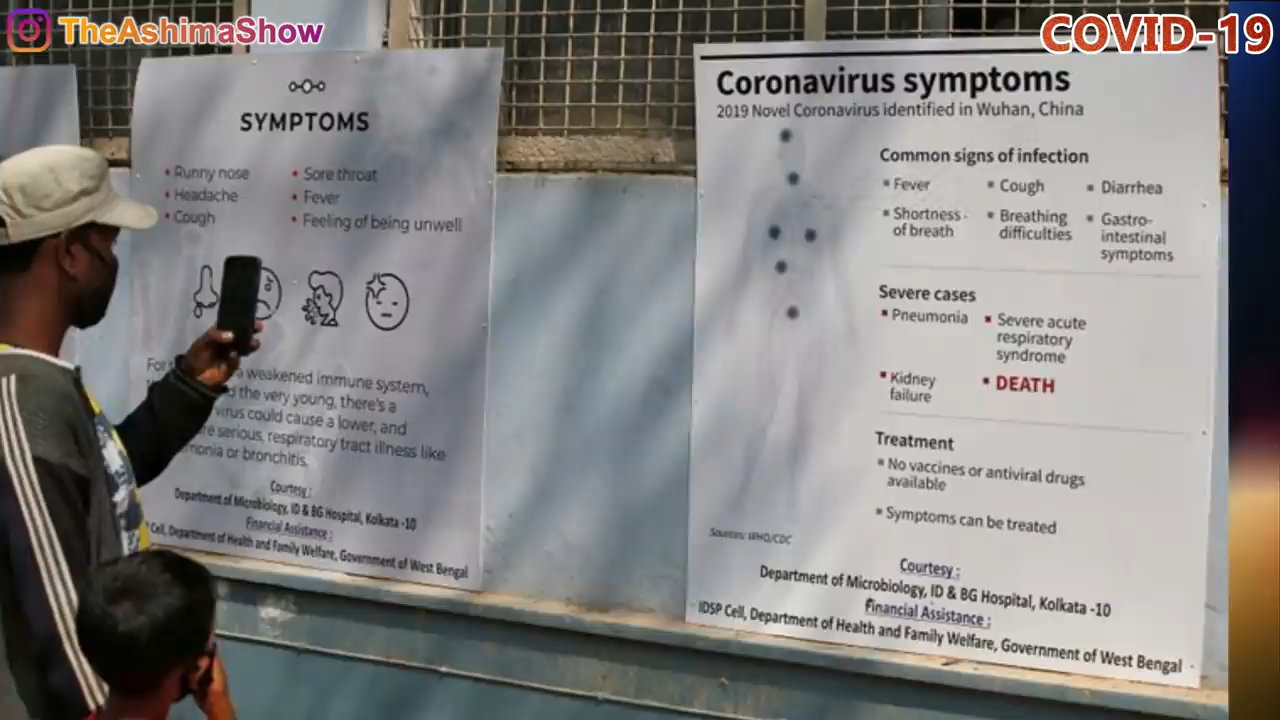 TheAshimaShow
COVID-19
SYMPTOMS
• Runny nose
• Headache
• Cough
• Sore throat
• Fever
• Feeling of being unwell
For a weakened immune system,
the very young, there's a
virus could cause a lower, and
serious, respiratory tract illness like
or bronchitis.
Courtesy :
Department of Microbiology, ID & BG Hospital, Kolkata -10
Financial Assistance :
Cell, Department of Health and Family Welfare, Government of West Bengal
Coronavirus symptoms
2019 Novel Coronavirus identified in Wuhan, China
Common signs of infection
▪ Fever
▪ Cough
▪ Diarrhea
▪ Shortness
of breath
▪ Breathing
difficulties
▪ Gastro-
intestinal
symptoms
Severe cases
▪ Pneumonia
▪ Severe acute
respiratory
syndrome
▪ Kidney
failure
▪ DEATH
Treatment
▪ No vaccines or antiviral drugs
available
▪ Symptoms can be treated
Sources: WHO/CDC
Courtesy :
Department of Microbiology, ID & BG Hospital, Kolkata -10
Financial Assistance :
IDSP Cell, Department of Health and Family Welfare, Government of West Bengal